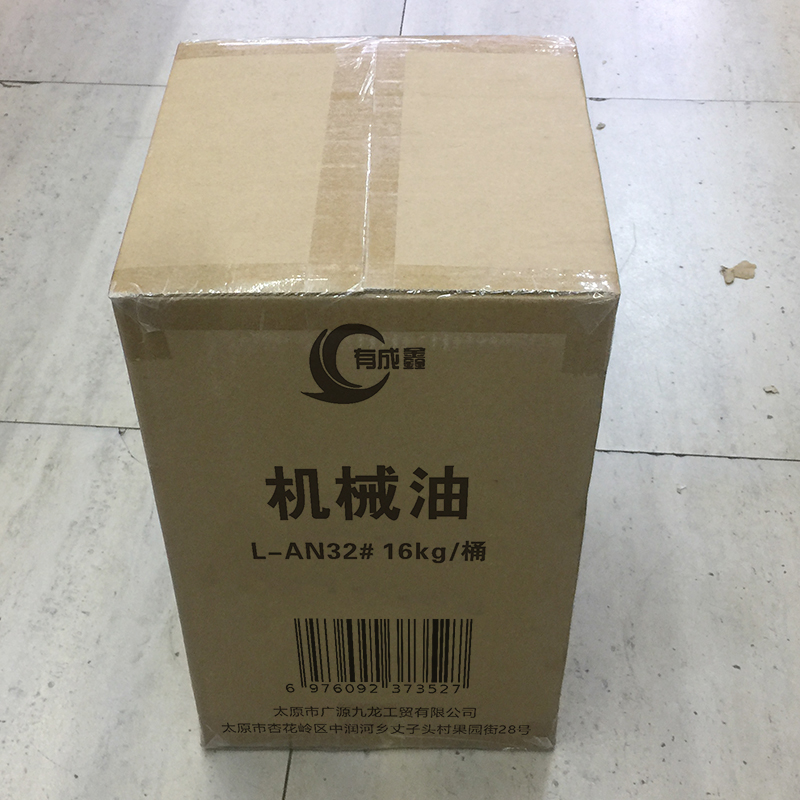 有成鑫
机械油
L-AN32# 16kg/桶
6 976092 373527
太原市广源九龙工贸有限公司
太原市杏花岭区中涧河乡丈子头村果园街28号